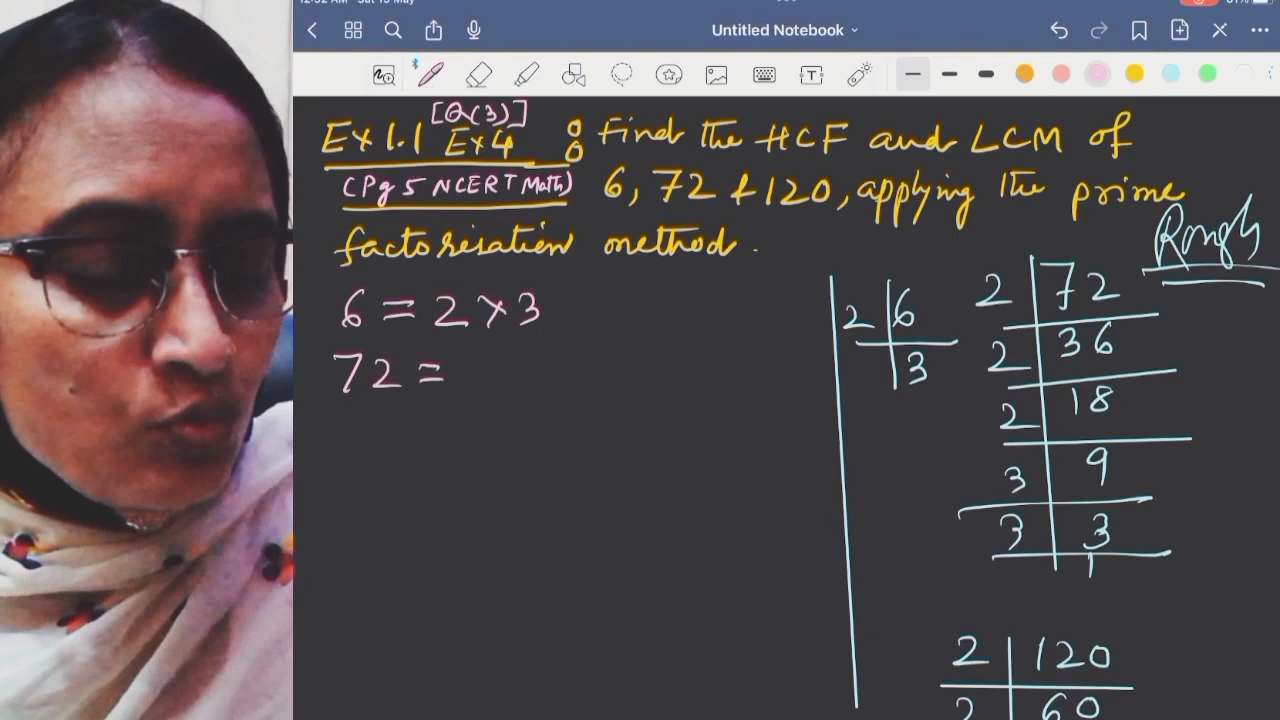 Untitled Notebook
[Q(3)]
Ex 1.1 Ex 4 : Find the HCF and LCM of
(Pg 5 NCERT Math) 6, 72 & 120, applying the prime
factorisation method.
Rough
6 = 2 × 3
72 =
2 6
3
2 72
2 36
2 18
3 9
3 3
1
2 120
2 60